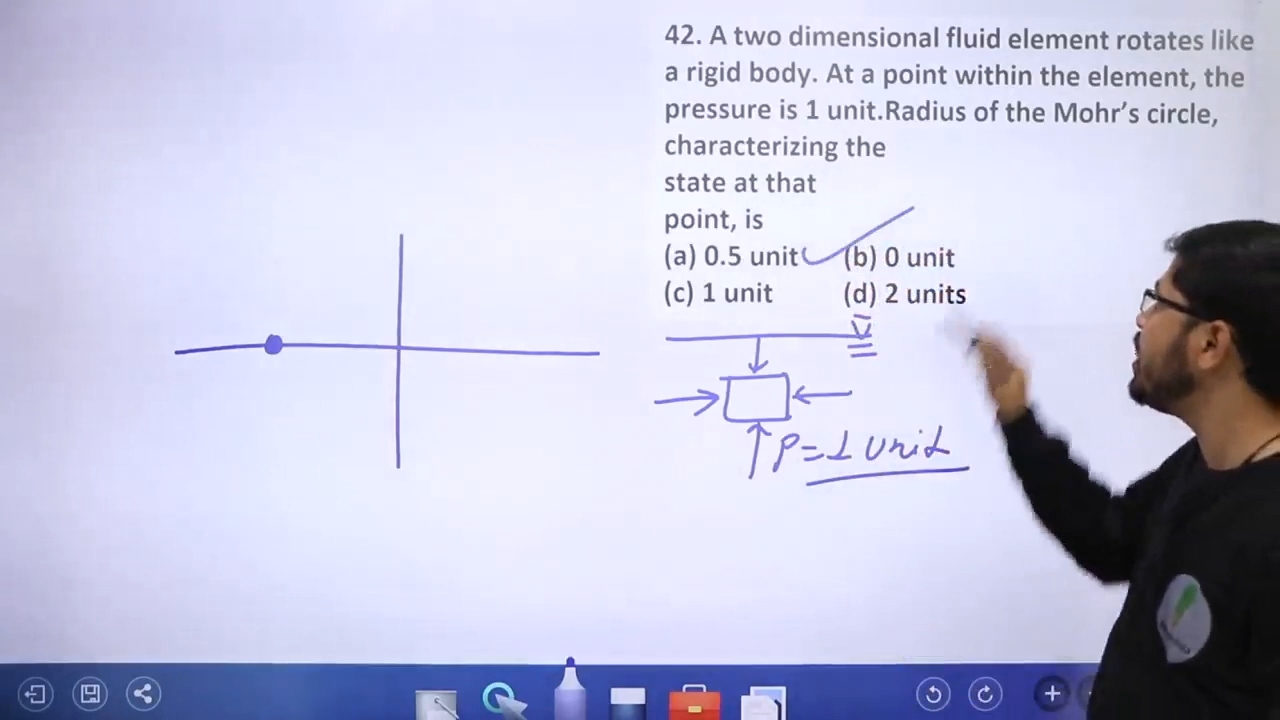 42. A two dimensional fluid element rotates like
a rigid body. At a point within the element, the
pressure is 1 unit.Radius of the Mohr’s circle,
characterizing the
state at that
point, is
(a) 0.5 unit (b) 0 unit
(c) 1 unit (d) 2 units
P=1 unit